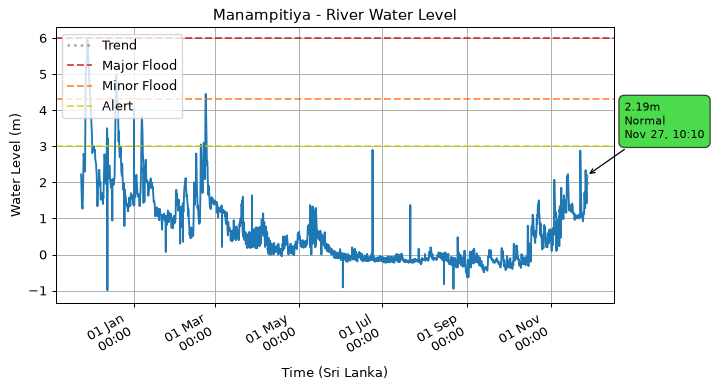 Manampitiya - River Water Level
Trend
Major Flood
Minor Flood
Alert
2.19m
Normal
Nov 27, 10:10
Water Level (m)
6
5
4
3
2
1
0
−1
01 Jan
00:00
01 Mar
00:00
01 May
00:00
01 Jul
00:00
01 Sep
00:00
01 Nov
00:00
Time (Sri Lanka)